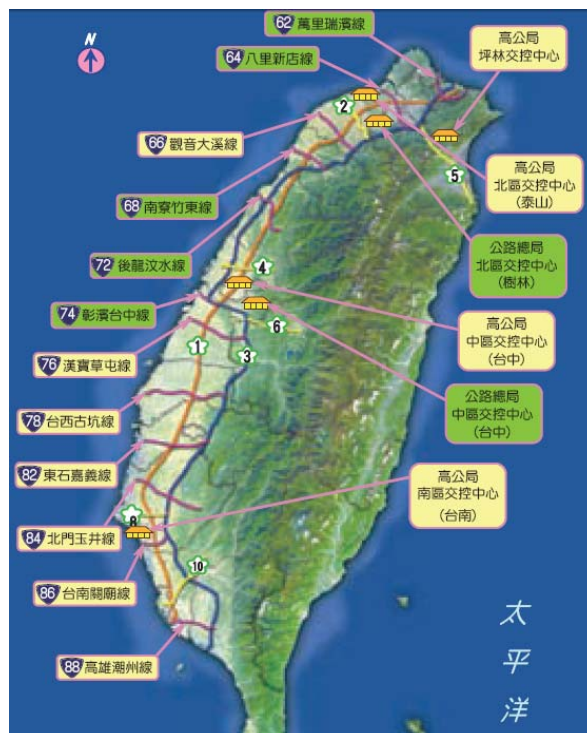 N
62 萬里瑞濱線
64 八里新店線
高公局
坪林交控中心
2
66 觀音大溪線
5
高公局
北區交控中心
(泰山)
68 南寮竹東線
公路總局
北區交控中心
(樹林)
72 後龍汶水線
4
74 彰濱台中線
6
高公局
中區交控中心
(台中)
1
3
76 漢寶草屯線
公路總局
中區交控中心
(台中)
78 台西古坑線
82 東石嘉義線
高公局
南區交控中心
(台南)
8
84 北門玉井線
10
86 台南關廟線
88 高雄潮州線
太
平
洋